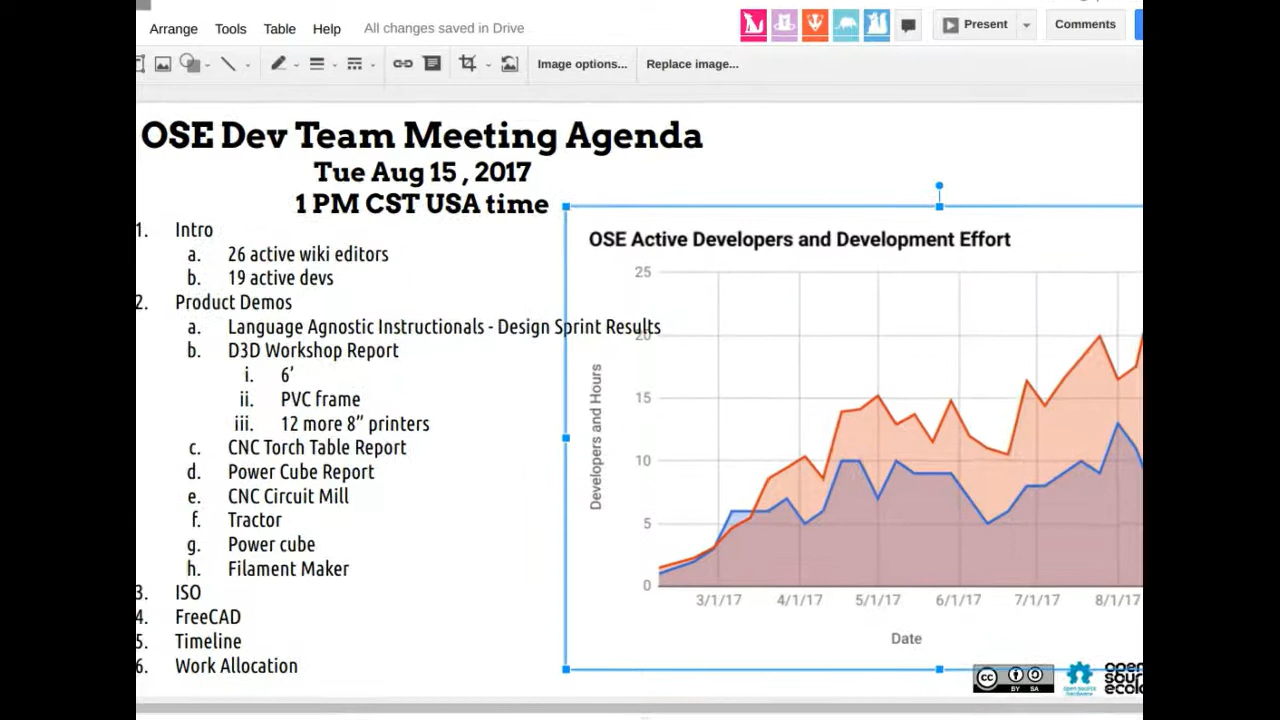 Arrange Tools Table Help All changes saved in Drive Present Comments
Image options... Replace image...
OSE Dev Team Meeting Agenda
Tue Aug 15 , 2017
1 PM CST USA time
1. Intro
a. 26 active wiki editors
b. 19 active devs
2. Product Demos
a. Language Agnostic Instructionals - Design Sprint Results
b. D3D Workshop Report
i. 6'
ii. PVC frame
iii. 12 more 8” printers
c. CNC Torch Table Report
d. Power Cube Report
e. CNC Circuit Mill
f. Tractor
g. Power cube
h. Filament Maker
3. ISO
4. FreeCAD
5. Timeline
6. Work Allocation
OSE Active Developers and Development Effort
Developers and Hours
25
20
15
10
5
0
3/1/17 4/1/17 5/1/17 6/1/17 7/1/17 8/1/17
Date
cc BY SA
open source hardware